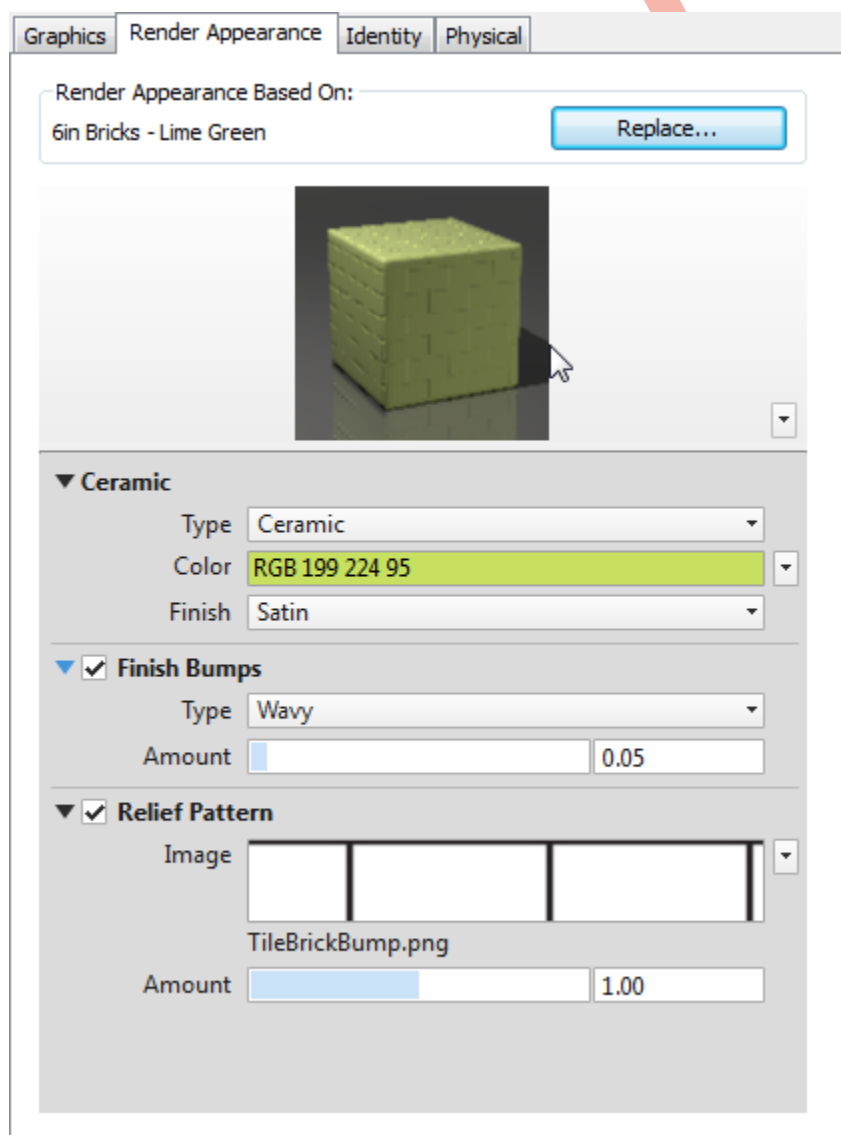 Graphics Render Appearance Identity Physical
Render Appearance Based On:
6in Bricks - Lime Green Replace...
Ceramic
Type Ceramic
Color RGB 199 224 95
Finish Satin
Finish Bumps
Type Wavy
Amount 0.05
Relief Pattern
Image
TileBrickBump.png
Amount 1.00